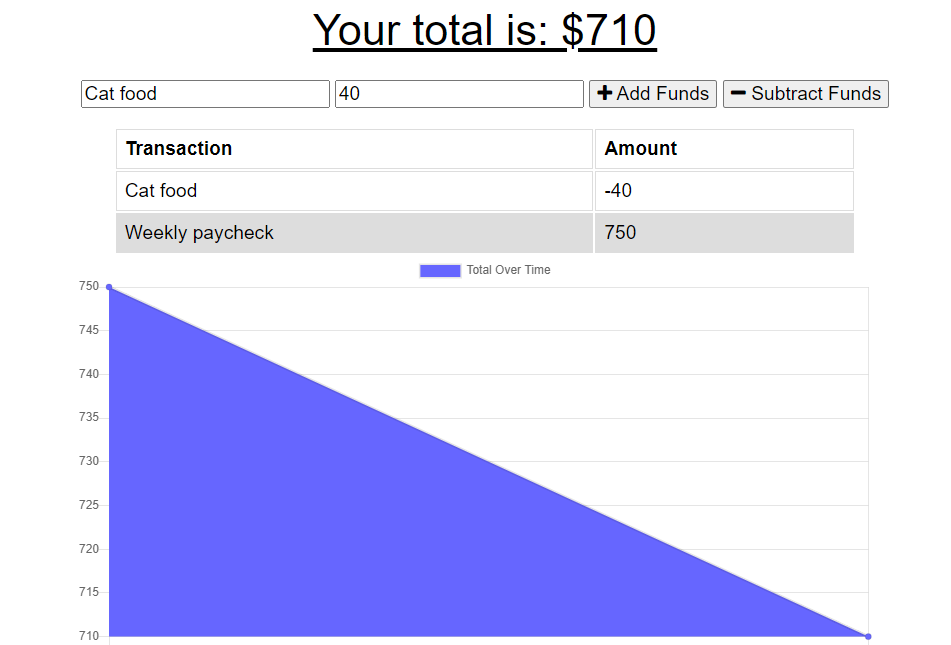 Your total is: $710
Cat food 40 Add Funds Subtract Funds
Transaction Amount
Cat food -40
Weekly paycheck 750
Total Over Time
750
745
740
735
730
725
720
715
710